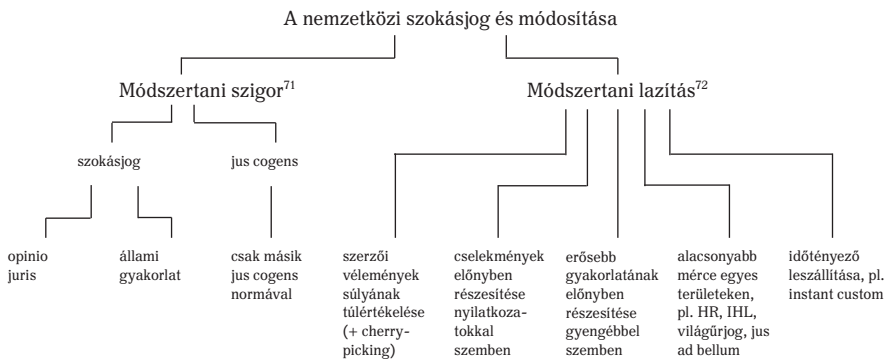 A nemzetközi szokásjog és módosítása
Módszertani szigor71
Módszertani lazítás72
szokásjog
jus cogens
opinio
juris
állami
gyakorlat
csak másik
jus cogens
normával
szerzői
vélemények
súlyának
túlértékelése
(+ cherry-
picking)
cselekmények
előnyben
részesítése
nyilatkoza-
tokkal
szemben
erősebb
gyakorlatának
előnyben
részesítése
gyengébbel
szemben
alacsonyabb
mérce egyes
területeken,
pl. HR, IHL,
világűrjog, jus
ad bellum
időtényező
leszállítása, pl.
instant custom